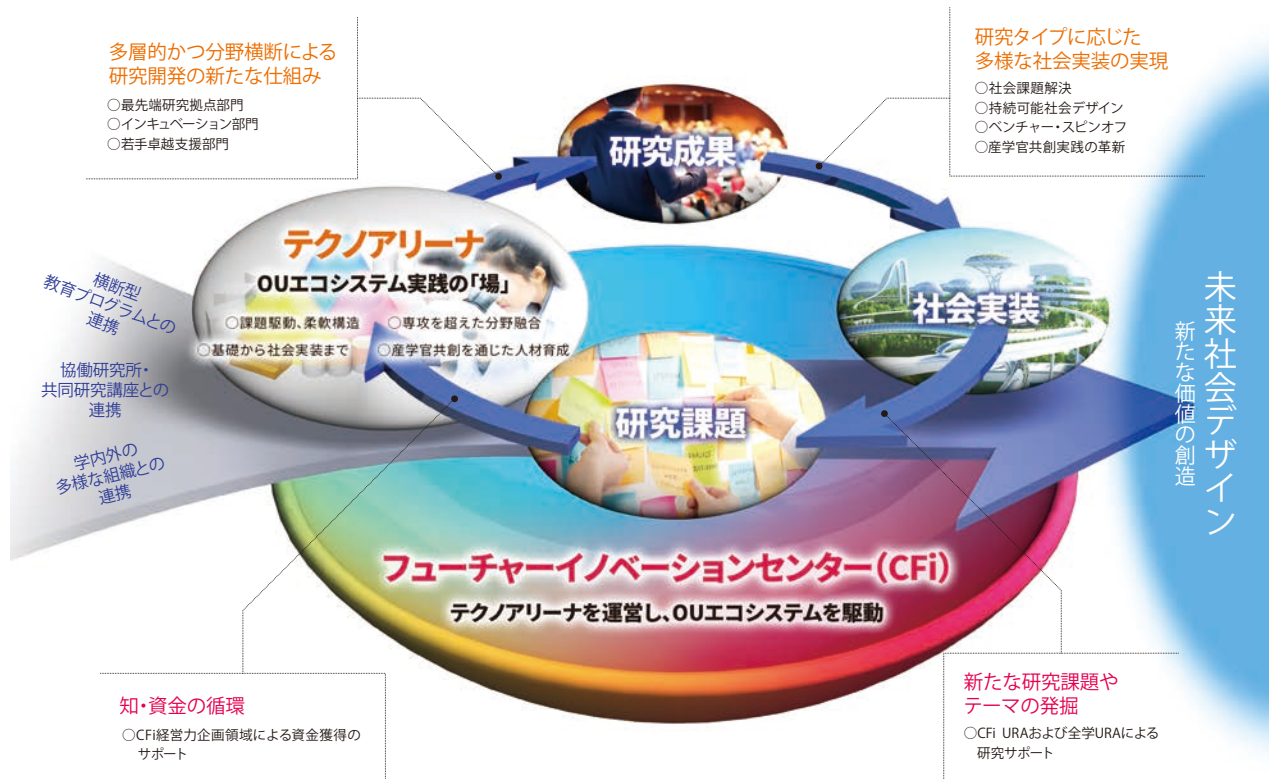 多層的かつ分野横断による
研究開発の新たな仕組み
○最先端研究拠点部門
○インキュベーション部門
○若手卓越支援部門
研究タイプに応じた
多様な社会実装の実現
○社会課題解決
○持続可能社会デザイン
○ベンチャー・スピンオフ
○産学官共創実践の革新
研究成果
テクノアリーナ
OUエコシステム実践の「場」
○課題駆動、柔軟構造
○専攻を超えた分野融合
○基礎から社会実装まで
○産学官共創を通じた人材育成
社会実装
研究課題
横断型
教育プログラムとの
連携
協働研究所・
共同研究講座との
連携
学内外の
多様な組織との
連携
未来社会デザイン
新たな価値の創造
フューチャーイノベーションセンター(CFi)
テクノアリーナを運営し、OUエコシステムを駆動
知・資金の循環
○CFi経営力企画領域による資金獲得の
サポート
新たな研究課題や
テーマの発掘
○CFi URAおよび全学URAによる
研究サポート